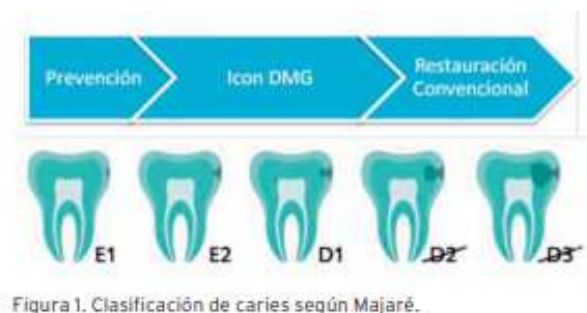 Prevención
Icon DMG
Restauración
Convencional
E1 E2 D1 D2 D3
Figura 1. Clasificación de caries según Majaré.